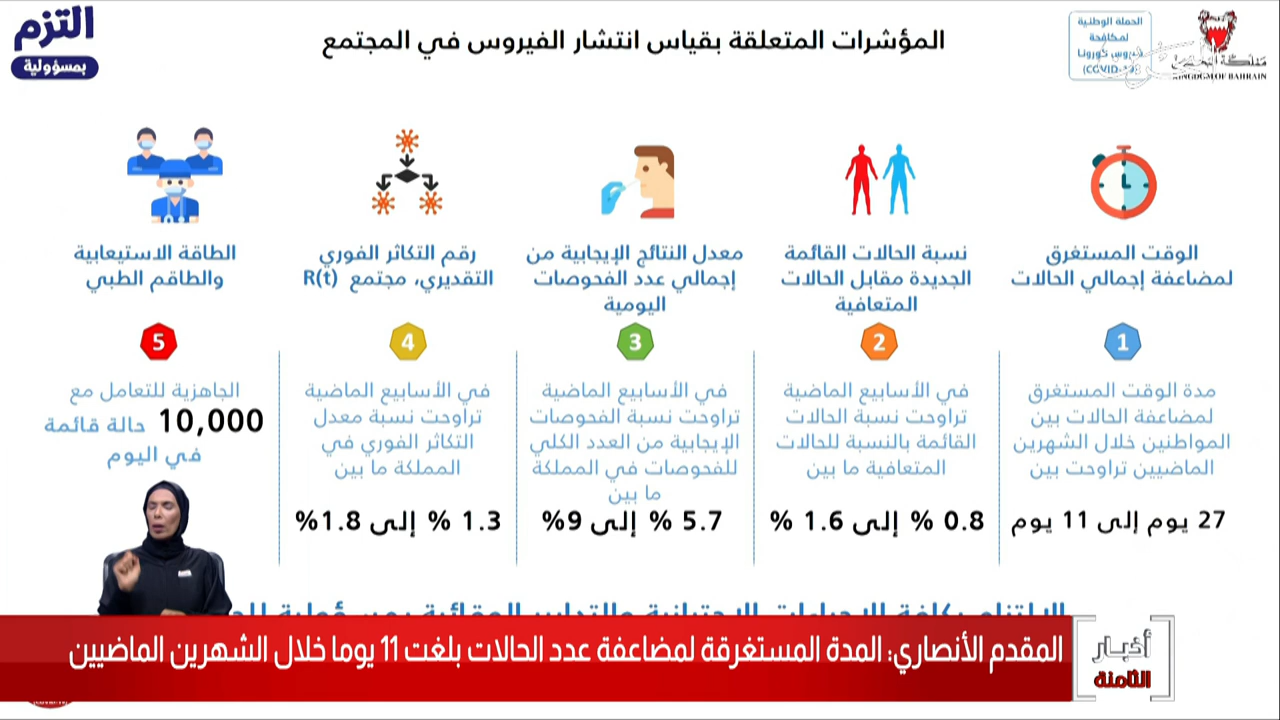 التزم
بمسؤولية
المؤشرات المتعلقة بقياس انتشار الفيروس في المجتمع
الحملة الوطنية
لمكافحة
فيروس كورونا
(COVID-19)
KINGDOM OF BAHRAIN
الوقت المستغرق
لمضاعفة إجمالي الحالات
1
مدة الوقت المستغرق
لمضاعفة الحالات بين
المواطنين خلال الشهرين
الماضيين تراوحت بين
27 يوم إلى 11 يوم
نسبة الحالات القائمة
الجديدة مقابل الحالات
المتعافية
2
في الأسابيع الماضية
تراوحت نسبة الحالات
القائمة بالنسبة للحالات
المتعافية ما بين
0.8 % إلى 1.6 %
معدل النتائج الإيجابية من
إجمالي عدد الفحوصات
اليومية
3
في الأسابيع الماضية
تراوحت نسبة الفحوصات
الإيجابية من العدد الكلي
للفحوصات في المملكة
ما بين
5.7 % إلى 9%
رقم التكاثر الفوري
التقديري، مجتمع R(t)
4
في الأسابيع الماضية
تراوحت نسبة معدل
التكاثر الفوري في
المملكة ما بين
1.3 % إلى 1.8%
الطاقة الاستيعابية
والطاقم الطبي
5
الجاهزية للتعامل مع
10,000 حالة قائمة
في اليوم
أخبار
الثامنة
المقدم الأنصاري: المدة المستغرقة لمضاعفة عدد الحالات بلغت 11 يوما خلال الشهرين الماضيين